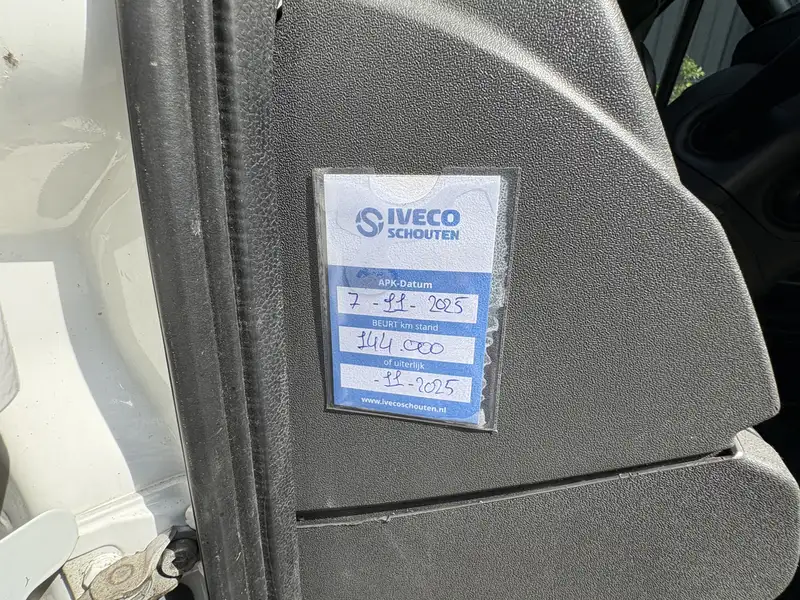 IVECO
SCHOUTEN
APK-Datum
7 - 11 - 2025
BEURT km stand
144.000
of uiterlijk
- 11 - 2025
www.ivecoschouten.nl